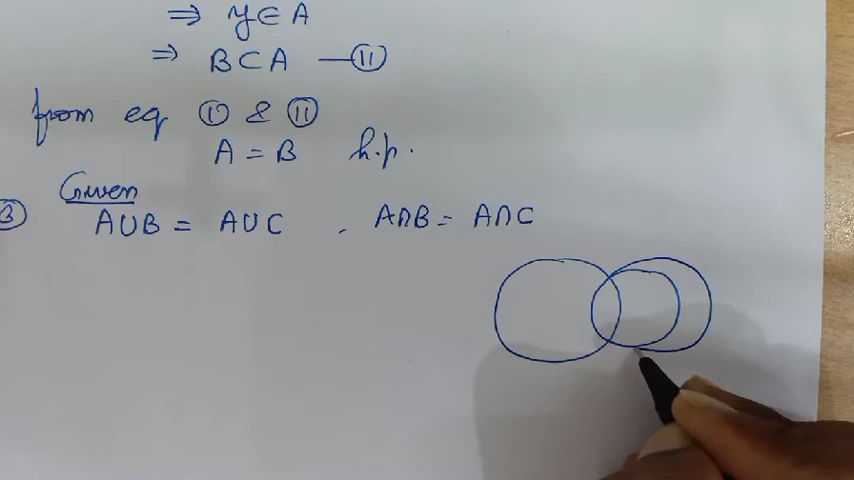 ⇒ y ∈ A
⇒ B ⊂ A —(II)
from eq (I) & (II)
A = B h.p.
Given
(3) A∪B = A∪C , A∩B = A∩C